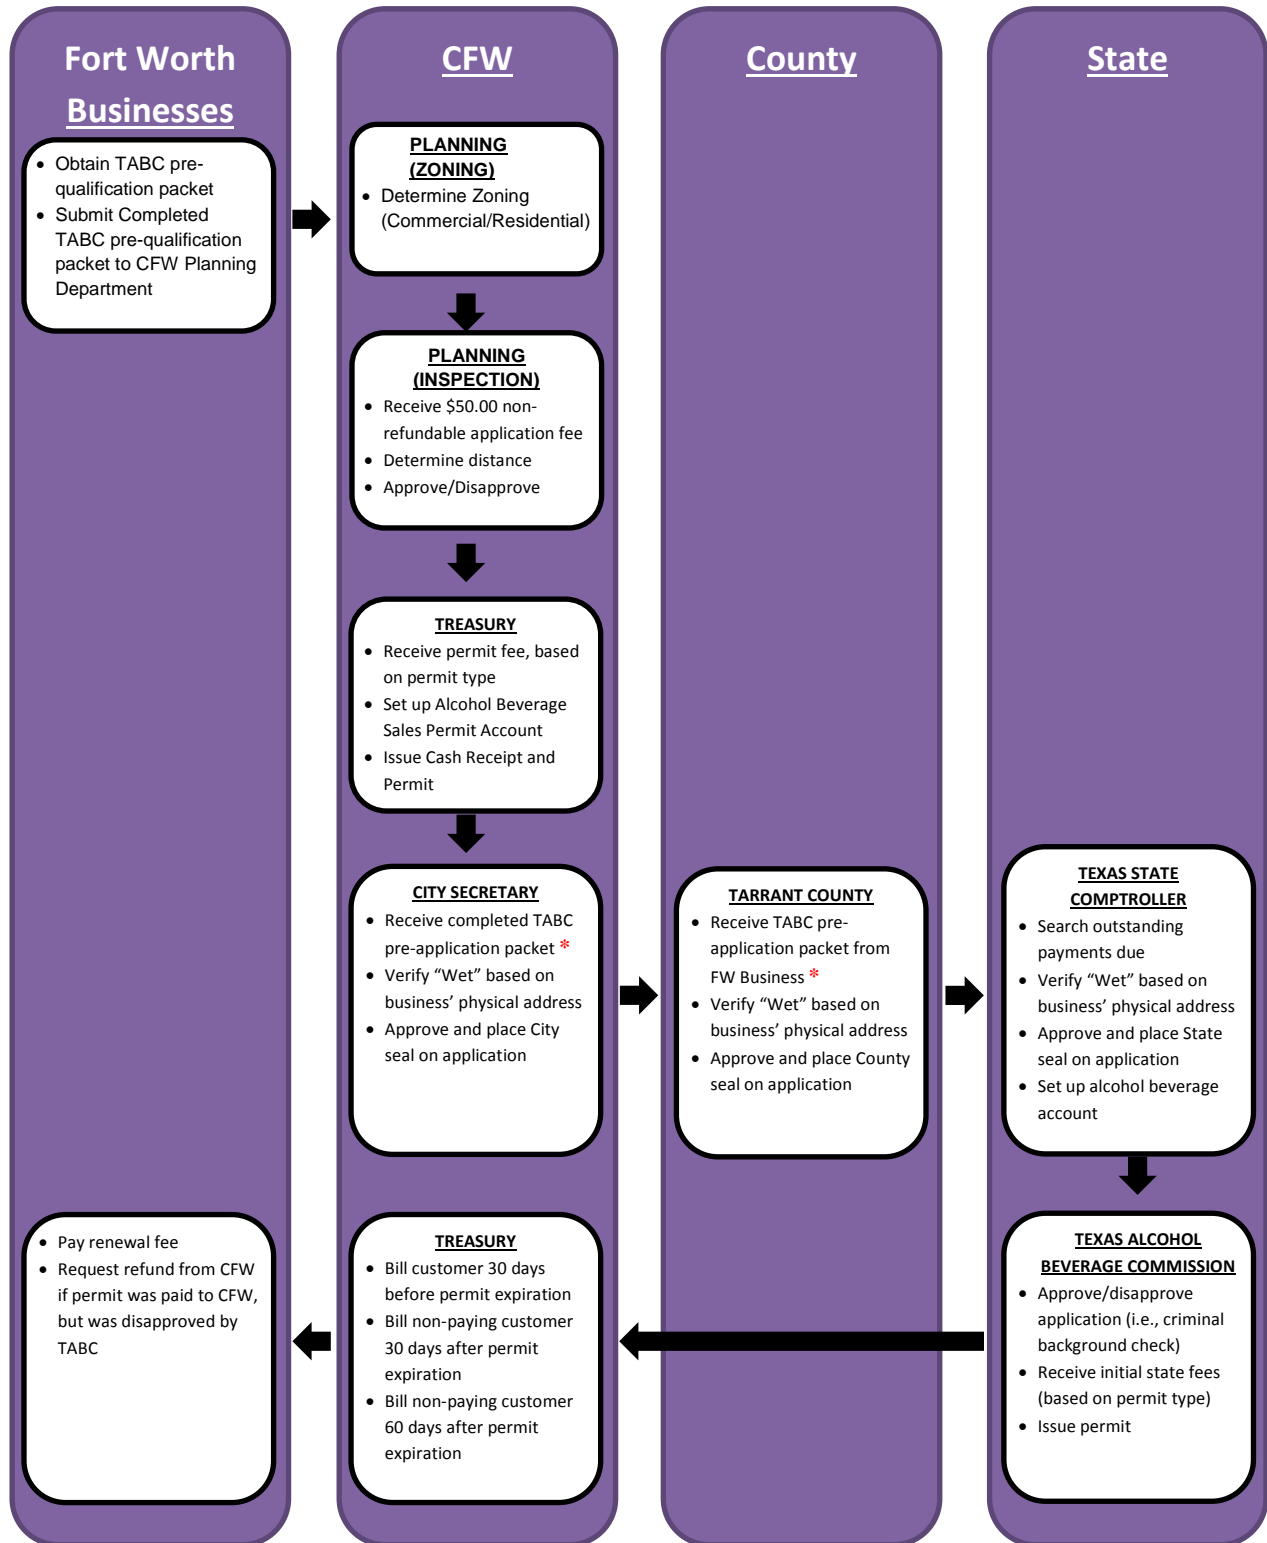 Fort Worth
Businesses
• Obtain TABC pre-
qualification packet
• Submit Completed
TABC pre-qualification
packet to CFW Planning
Department
CFW
PLANNING
(ZONING)
• Determine Zoning
(Commercial/Residential)
PLANNING
(INSPECTION)
• Receive $50.00 non-
refundable application fee
• Determine distance
• Approve/Disapprove
TREASURY
• Receive permit fee, based
on permit type
• Set up Alcohol Beverage
Sales Permit Account
• Issue Cash Receipt and
Permit
CITY SECRETARY
• Receive completed TABC
pre-application packet *
• Verify “Wet” based on
business’ physical address
• Approve and place City
seal on application
County
TARRANT COUNTY
• Receive TABC pre-
application packet from
FW Business *
• Verify “Wet” based on
business’ physical address
• Approve and place County
seal on application
State
TEXAS STATE
COMPTROLLER
• Search outstanding
payments due
• Verify “Wet” based on
business’ physical address
• Approve and place State
seal on application
• Set up alcohol beverage
account
TEXAS ALCOHOL
BEVERAGE COMMISSION
• Approve/disapprove
application (i.e., criminal
background check)
• Receive initial state fees
(based on permit type)
• Issue permit
TREASURY
• Bill customer 30 days
before permit expiration
• Bill non-paying customer
30 days after permit
expiration
• Bill non-paying customer
60 days after permit
expiration
• Pay renewal fee
• Request refund from CFW
if permit was paid to CFW,
but was disapproved by
TABC